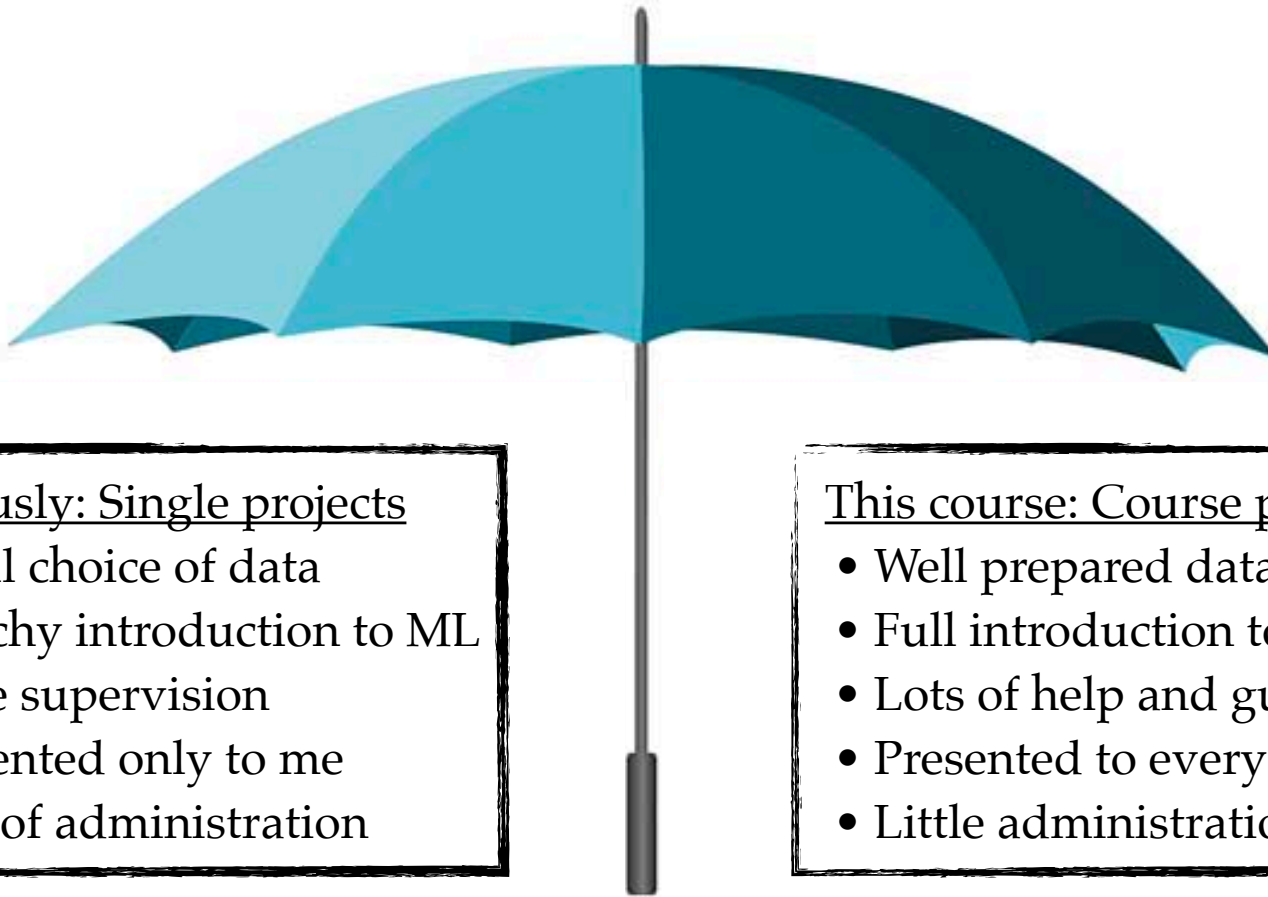 usly: Single projects
l choice of data
chy introduction to ML
e supervision
ented only to me
of administration
This course: Course p
• Well prepared data
• Full introduction to
• Lots of help and gu
• Presented to every
• Little administratio